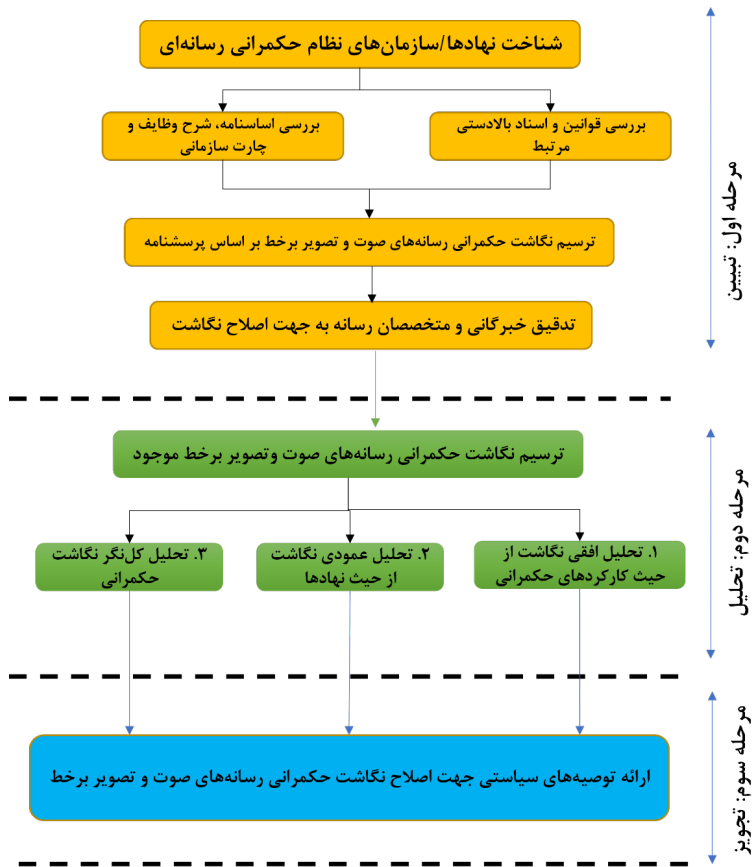 شناخت نهادها/سازمان‌های نظام حکمرانی رسانه‌ای
بررسی قوانین و اسناد بالادستی
مرتبط
بررسی اساسنامه، شرح وظایف و
چارت سازمانی
ترسیم نگاشت حکمرانی رسانه‌های صوت و تصویر برخط بر اساس پرسشنامه
تدقیق خبرگانی و متخصصان رسانه به جهت اصلاح نگاشت
مرحله اول: تبیین
ترسیم نگاشت حکمرانی رسانه‌های صوت وتصویر برخط موجود
۱. تحلیل افقی نگاشت از
حیث کارکردهای حکمرانی
۲. تحلیل عمودی نگاشت
از حیث نهادها
۳. تحلیل کل‌نگر نگاشت
حکمرانی
مرحله دوم: تحلیل
ارائه توصیه‌های سیاستی جهت اصلاح نگاشت حکمرانی رسانه‌های صوت و تصویر برخط
مرحله سوم: تجویز